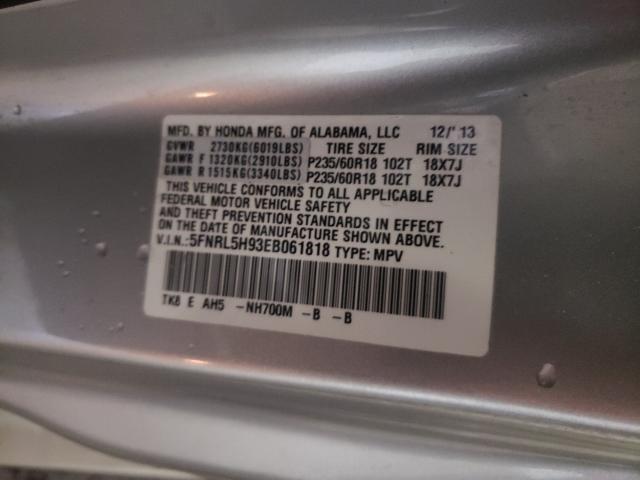 MFD. BY HONDA MFG. OF ALABAMA, LLC 12/'13
GVWR 2730KG(6019LBS) TIRE SIZE RIM SIZE
GAWR F 1320KG(2910LBS) P235/60R18 102T 18X7J
GAWR R 1515KG(3340LBS) P235/60R18 102T 18X7J
THIS VEHICLE CONFORMS TO ALL APPLICABLE
FEDERAL MOTOR VEHICLE SAFETY
AND THEFT PREVENTION STANDARDS IN EFFECT
ON THE DATE OF MANUFACTURE SHOWN ABOVE.
V.I.N.:5FNRL5H93EB061818 TYPE: MPV
TK8 E AH5 -NH700M -B -B